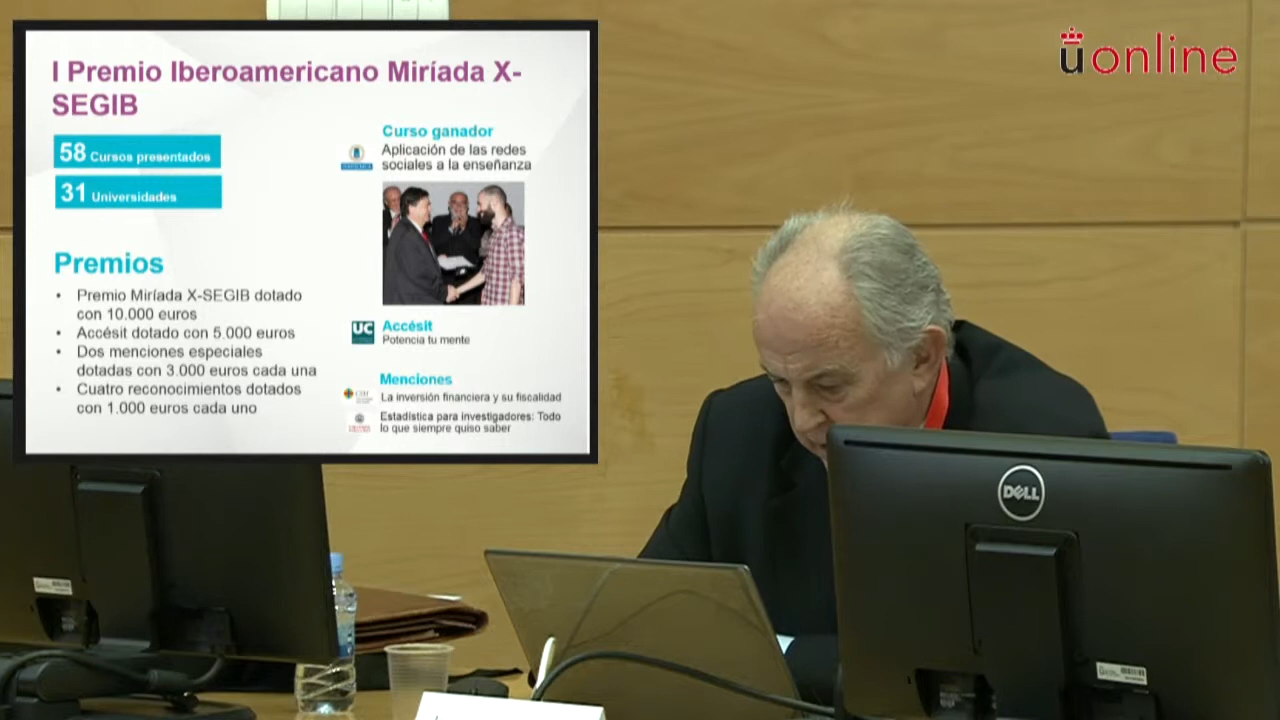 I Premio Iberoamericano Miríada X-
SEGIB
58 Cursos presentados
31 Universidades
Premios
• Premio Miríada X-SEGIB dotado
con 10.000 euros
• Accésit dotado con 5.000 euros
• Dos menciones especiales
dotadas con 3.000 euros cada una
• Cuatro reconocimientos dotados
con 1.000 euros cada uno
Curso ganador
Aplicación de las redes
sociales a la enseñanza
UC
Accésit
Potencia tu mente
Menciones
La inversión financiera y su fiscalidad
Estadística para investigadores: Todo
lo que siempre quiso saber
uonline
DELL